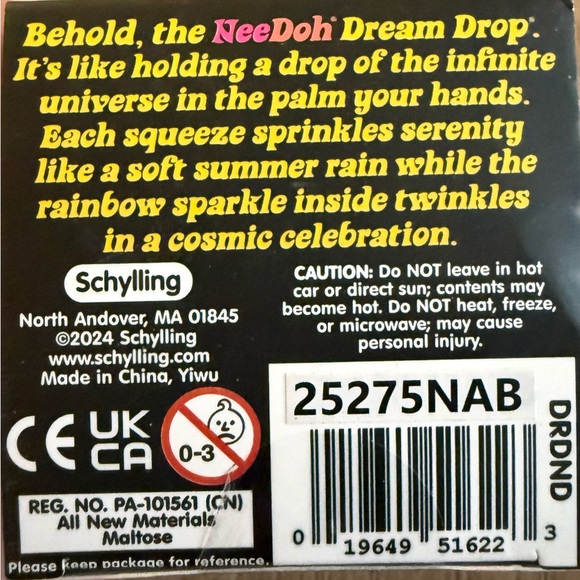 Behold, the NeeDoh® Dream Drop®.
It's like holding a drop of the infinite
universe in the palm your hands.
Each squeeze sprinkles serenity
like a soft summer rain while the
rainbow sparkle inside twinkles
in a cosmic celebration.
Schylling
North Andover, MA 01845
©2024 Schylling
www.schylling.com
Made in China, Yiwu
CAUTION: Do NOT leave in hot
car or direct sun; contents may
become hot. Do NOT heat, freeze,
or microwave; may cause
personal injury.
CE
UK
CA
0-3
REG. NO. PA-101561 (CN)
All New Materials
Maltose
Please keep package for reference.
25275NAB
DRDND
0 19649 51622 3